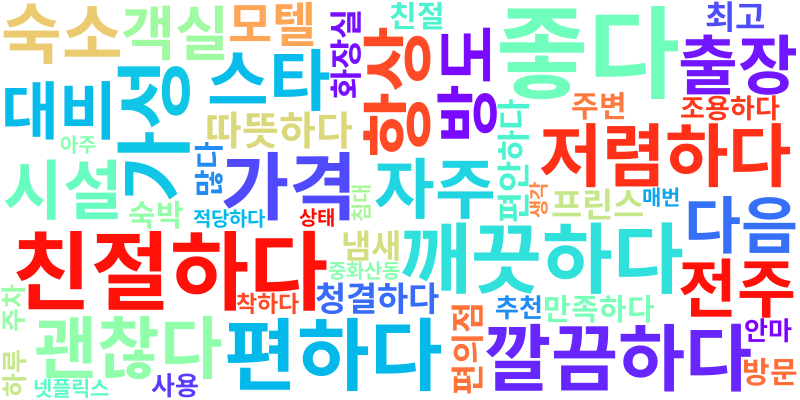 숙소
객실
모텔
화장실
친절
좋다
최고
출장
대비
가성
스타
항상
방도
아주
따뜻하다
많다
가격
편안하다
주변
조용하다
저렴하다
시설
숙박
적당하다
상태
침대
자주
생각
프린스
매번
다음
친절하다
냄새
중화산동
깨끗하다
전주
착하다
청결하다
추천
만족하다
주차
하루
괜찮다
넷플릭스
사용
편하다
편의점
깔끔하다
안마
방문